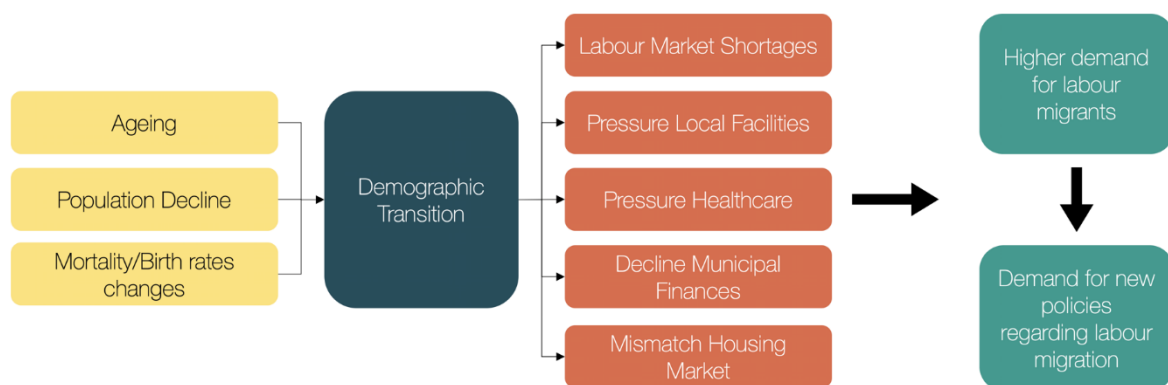 Ageing
Population Decline
Mortality/Birth rates
changes
Demographic
Transition
Labour Market Shortages
Pressure Local Facilities
Pressure Healthcare
Decline Municipal
Finances
Mismatch Housing
Market
Higher demand
for labour
migrants
Demand for new
policies
regarding labour
migration